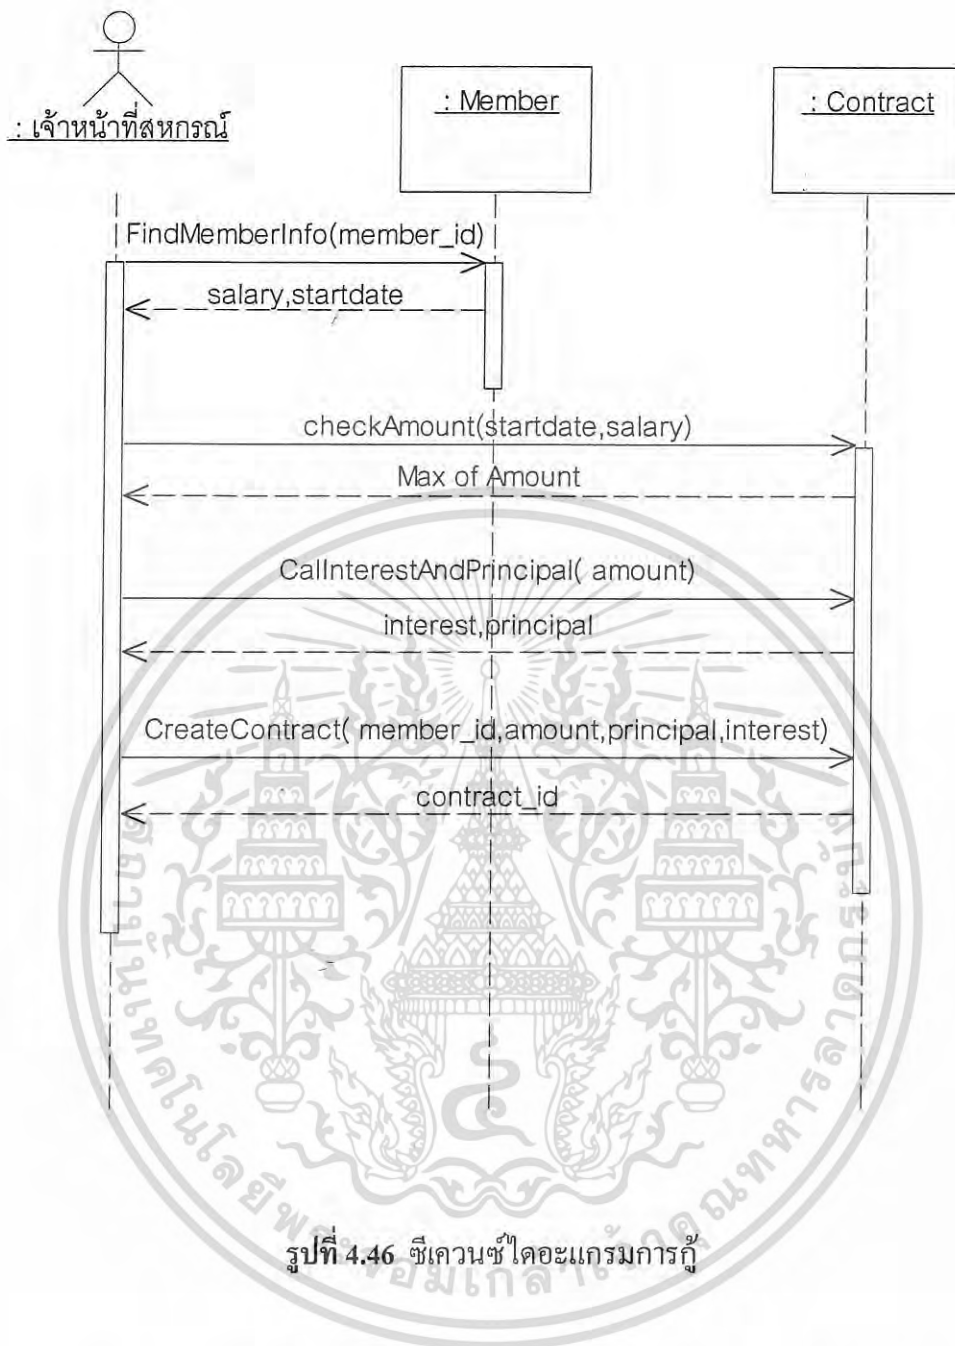 : เจ้าหน้าที่สหกรณ์
: Member
: Contract
FindMemberInfo(member_id)
salary,startdate
checkAmount(startdate,salary)
Max of Amount
CalInterestAndPrincipal( amount)
interest,principal
CreateContract( member_id,amount,principal,interest)
contract_id
รูปที่ 4.46 ซีเควนซ์ไดอะแกรมการกู้